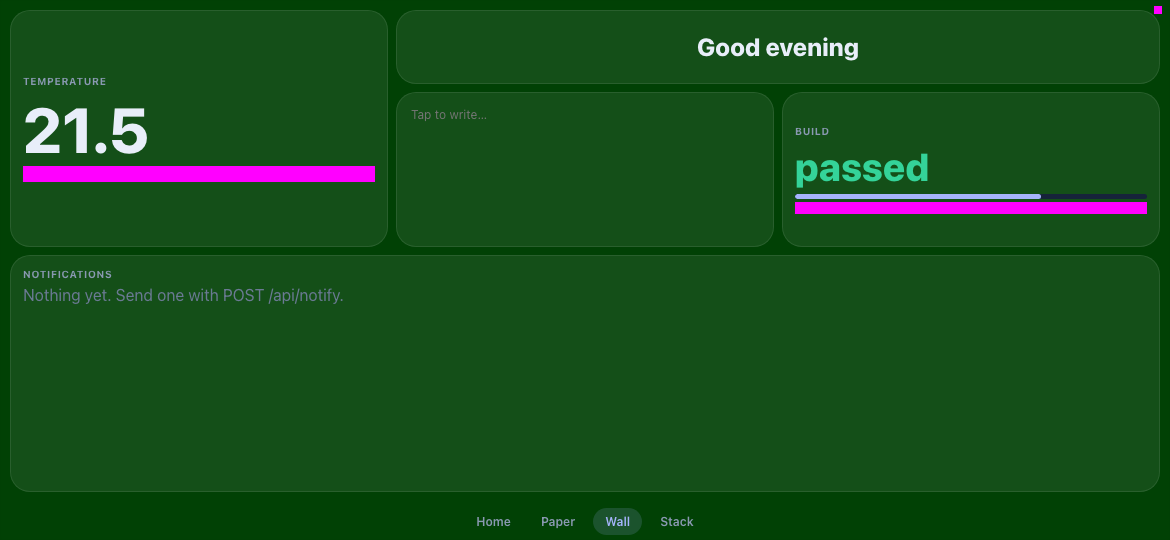 TEMPERATURE
21.5
Good evening
Tap to write...
BUILD
passed
NOTIFICATIONS
Nothing yet. Send one with POST /api/notify.
Home
Paper
Wall
Stack